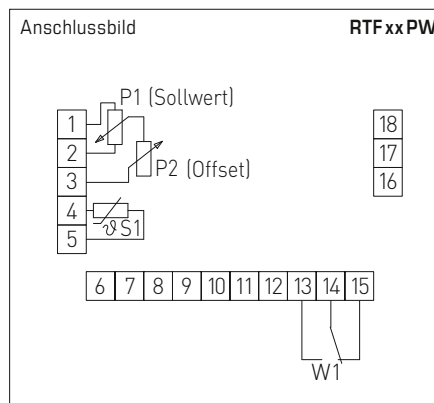 Anschlussbild RTF xx PW
P1 (Sollwert)
1
2
3
4
5
P2 (Offset)
ϑ S1
18
17
16
6 7 8 9 10 11 12 13 14 15
W1